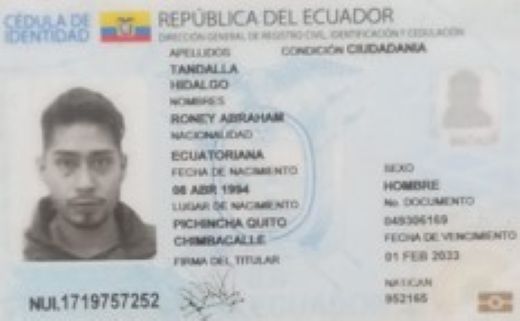 CÉDULA DE IDENTIDAD
REPÚBLICA DEL ECUADOR
DIRECCIÓN GENERAL DE REGISTRO CIVIL, IDENTIFICACIÓN Y CEDULACIÓN
APELLIDOS
CONDICIÓN CIUDADANIA
TANDALLA
HIDALGO
NOMBRES
RONEY ABRAHAM
NACIONALIDAD
ECUATORIANA
FECHA DE NACIMIENTO
06 ABR 1994
LUGAR DE NACIMIENTO
PICHINCHA QUITO
CHIMBACALLE
FIRMA DEL TITULAR
SEXO
HOMBRE
No. DOCUMENTO
FECHA DE VENCIMIENTO
01 FEB 2033
NAT/CAN
952165
NUI.1719757252